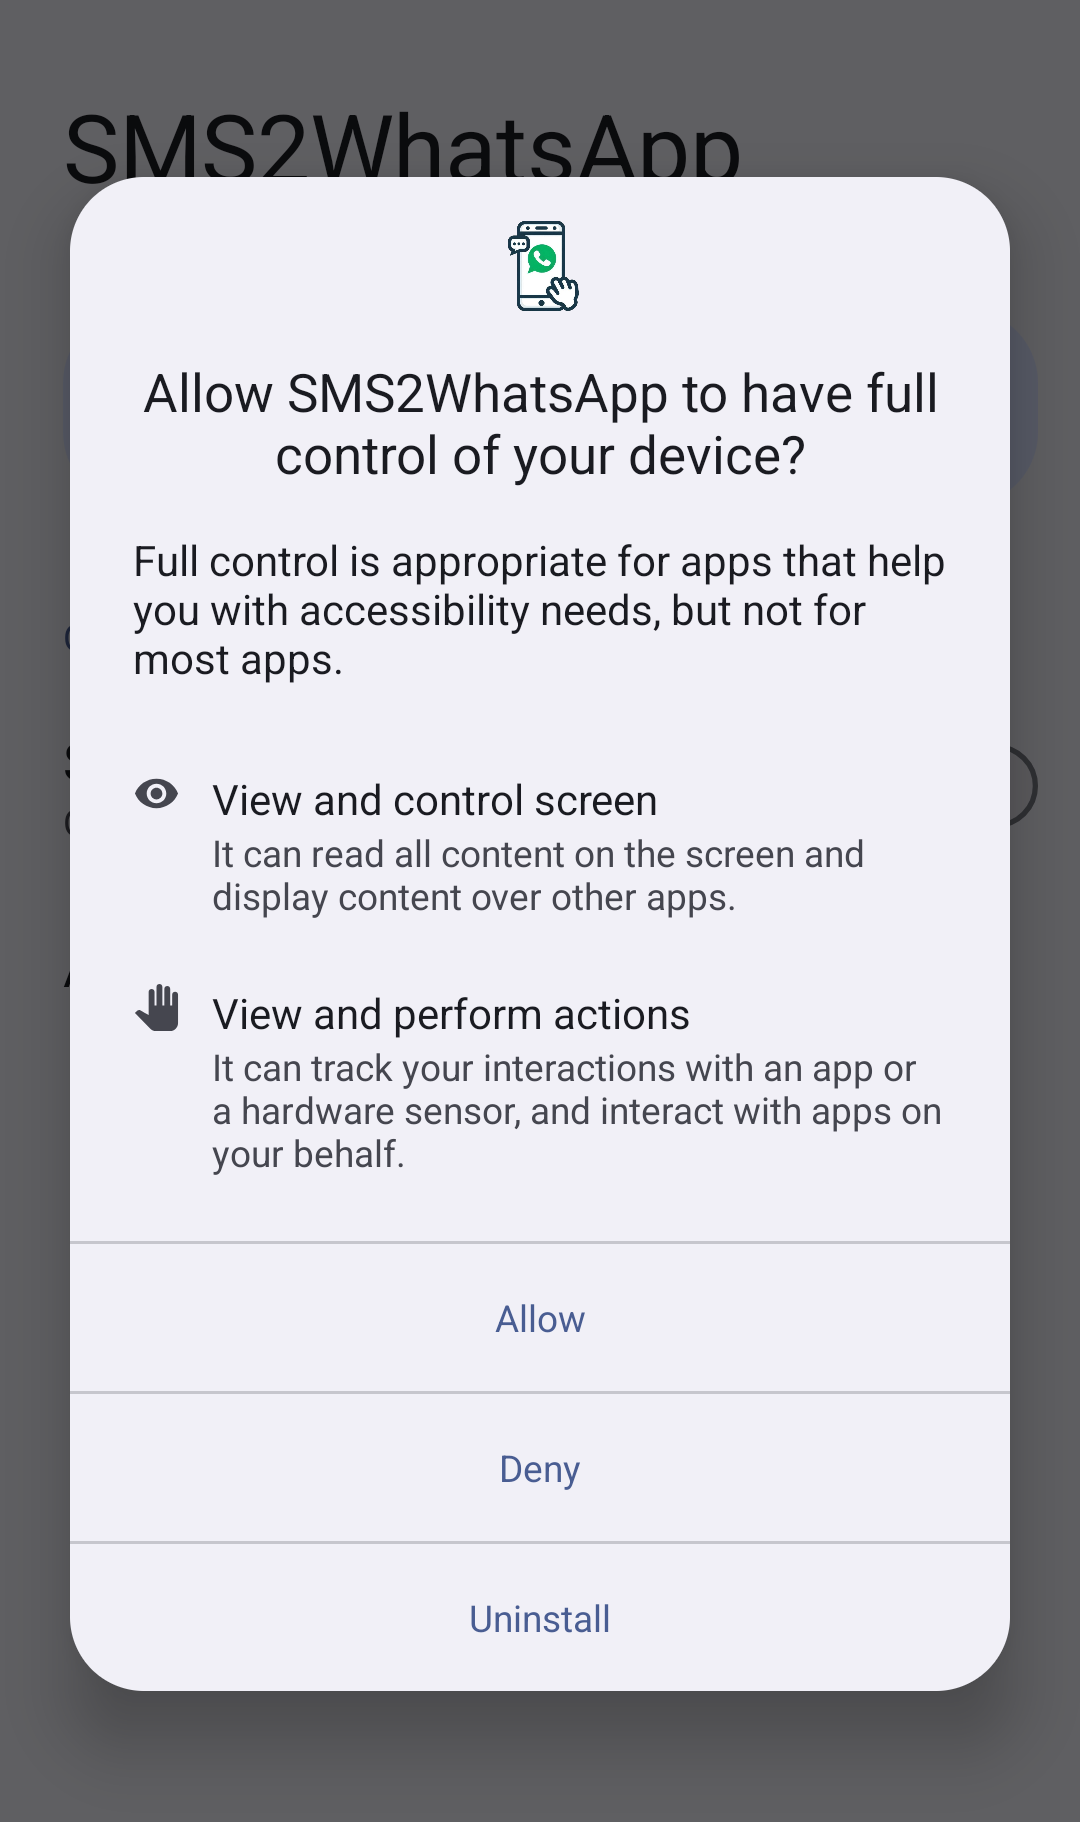 SMS2WhatsApp
Allow SMS2WhatsApp to have full
control of your device?
Full control is appropriate for apps that help
you with accessibility needs, but not for
most apps.
View and control screen
It can read all content on the screen and
display content over other apps.
View and perform actions
It can track your interactions with an app or
a hardware sensor, and interact with apps on
your behalf.
Allow
Deny
Uninstall